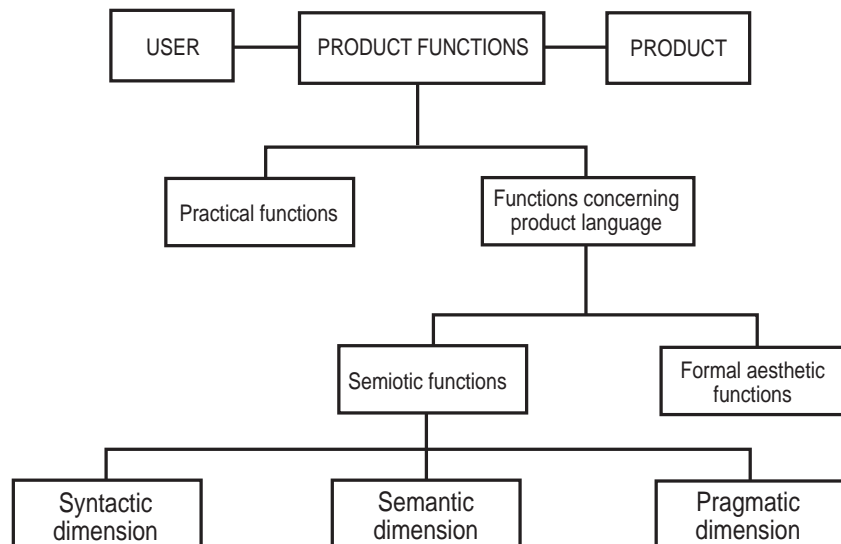 USER
PRODUCT FUNCTIONS
PRODUCT
Practical functions
Functions concerning
product language
Semiotic functions
Formal aesthetic
functions
Syntactic
dimension
Semantic
dimension
Pragmatic
dimension